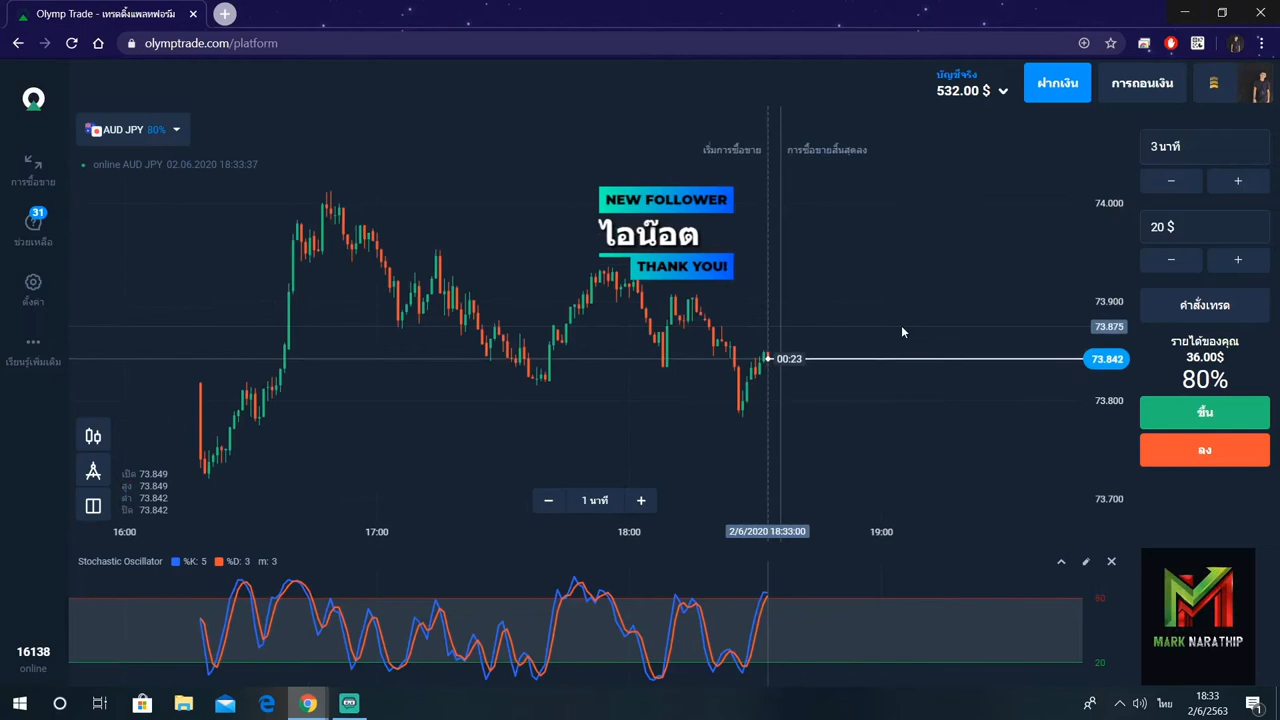 Olymp Trade - เทรดดิ้งแพลทฟอร์ม
olymptrade.com/platform
บัญชีจริง
532.00 $
ฝากเงิน
การถอนเงิน
AUD JPY 80%
online AUD JPY 02.06.2020 18:33:37
เริ่มการซื้อขาย
การซื้อขายสิ้นสุดลง
การซื้อขาย
31
ช่วยเหลือ
ตั้งค่า
เรียนรู้เพิ่มเติม
NEW FOLLOWER
ไอน๊อต
THANK YOU!
74.000
73.900
73.875
73.842
73.800
73.700
00:23
3 นาที
− +
20 $
− +
คำสั่งเทรด
รายได้ของคุณ
36.00$
80%
ขึ้น
ลง
เปิด 73.849
สูง 73.849
ต่ำ 73.842
ปิด 73.842
− 1 นาที +
16:00
17:00
18:00
2/6/2020 18:33:00
19:00
Stochastic Oscillator %K: 5 %D: 3 m: 3
80
20
MARK NARATHIP
16138
online
ไทย
18:33
2/6/2563
1